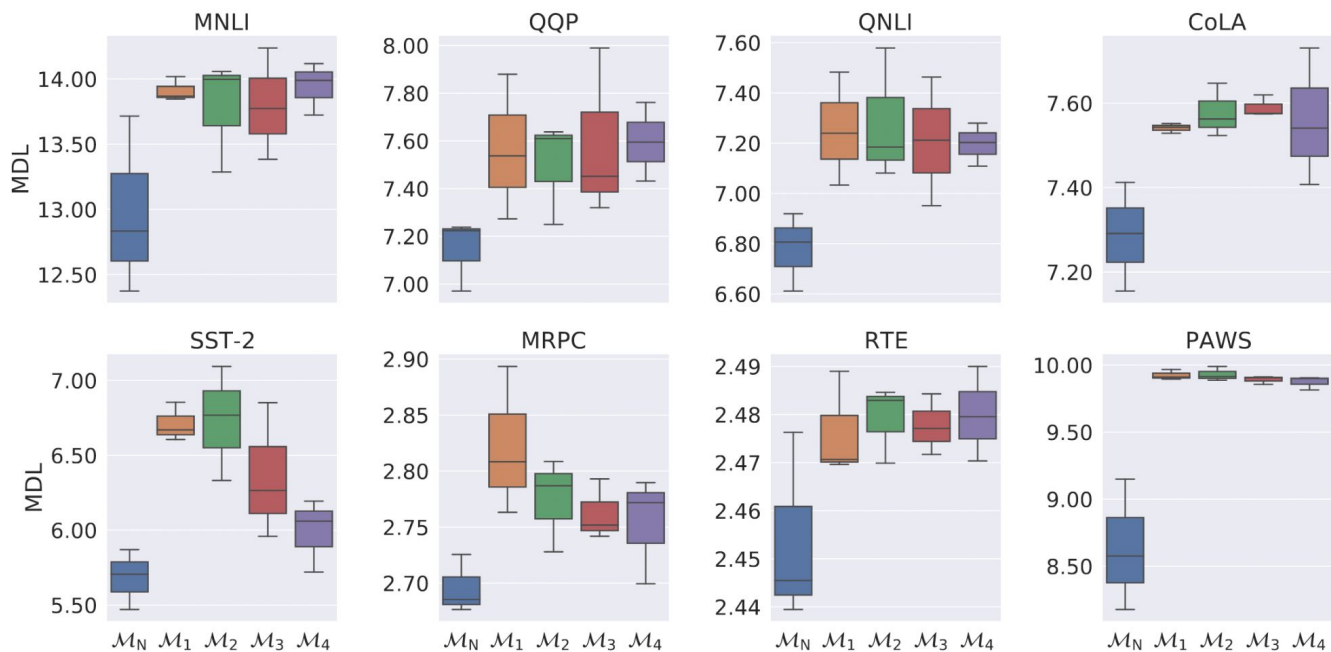 MNLI
QQP
QNLI
CoLA
MDL
14.00
13.50
13.00
12.50
8.00
7.80
7.60
7.40
7.20
7.00
7.60
7.40
7.20
7.00
6.80
6.60
7.60
7.40
7.20
SST-2
MRPC
RTE
PAWS
MDL
7.00
6.50
6.00
5.50
2.90
2.85
2.80
2.75
2.70
2.49
2.48
2.47
2.46
2.45
2.44
10.00
9.50
9.00
8.50
ℳN ℳ1 ℳ2 ℳ3 ℳ4
ℳN ℳ1 ℳ2 ℳ3 ℳ4
ℳN ℳ1 ℳ2 ℳ3 ℳ4
ℳN ℳ1 ℳ2 ℳ3 ℳ4